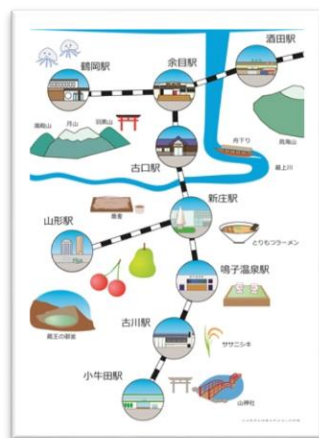 酒田駅
余目駅
鶴岡駅
湯殿山
月山
羽黒山
舟下り
鳥海山
最上川
古口駅
新庄駅
蕎麦
山形駅
とりもつラーメン
鳴子温泉駅
古川駅
蔵王の御釜
ササニシキ
小牛田駅
山神社